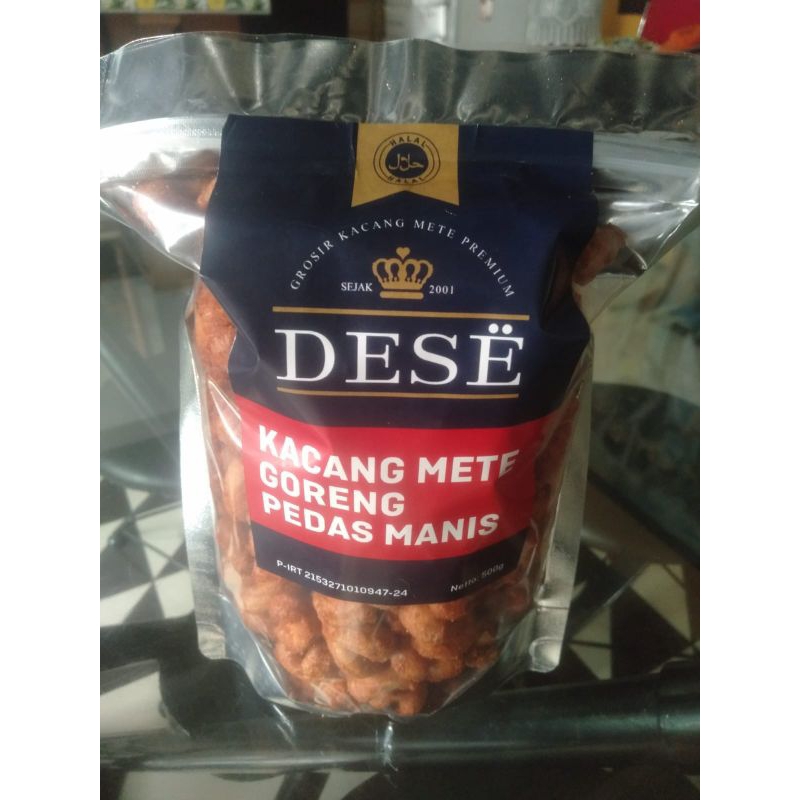 HALAL
حلال
HALAL
GROSIR KACANG METE PREMIUM
SEJAK 2001
DESË
KACANG METE
GORENG
PEDAS MANIS
P-IRT 2153271010947-24
Netto. 500g